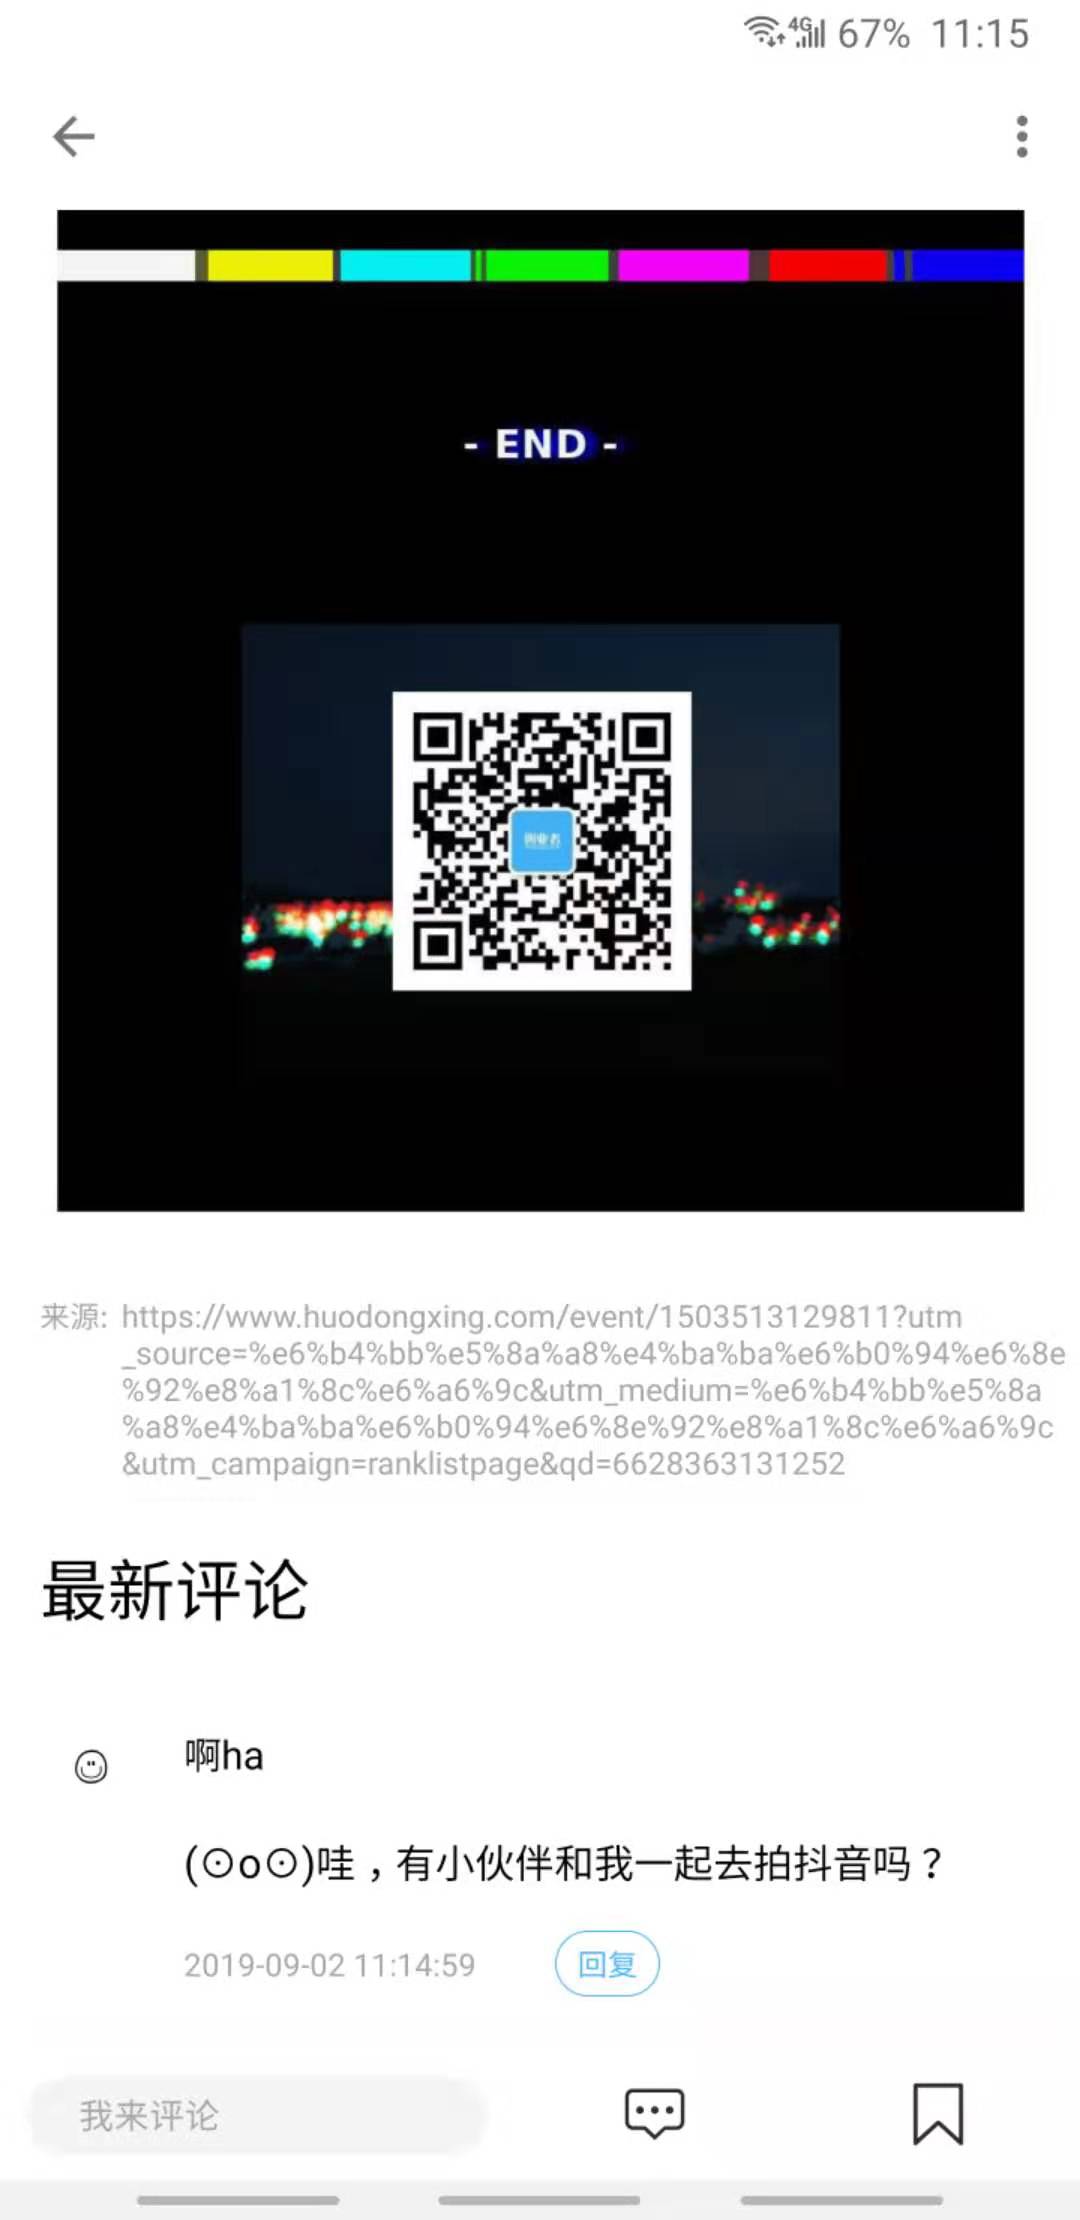 4G 67% 11:15
- END -
创业者
来源: https://www.huodongxing.com/event/1503513129811?utm
_source=%e6%b4%bb%e5%8a%a8%e4%ba%ba%e6%b0%94%e6%8e
%92%e8%a1%8c%e6%a6%9c&utm_medium=%e6%b4%bb%e5%8a
%a8%e4%ba%ba%e6%b0%94%e6%8e%92%e8%a1%8c%e6%a6%9c
&utm_campaign=ranklistpage&qd=6628363131252
最新评论
啊ha
(⊙o⊙)哇，有小伙伴和我一起去拍抖音吗？
2019-09-02 11:14:59 回复
我来评论